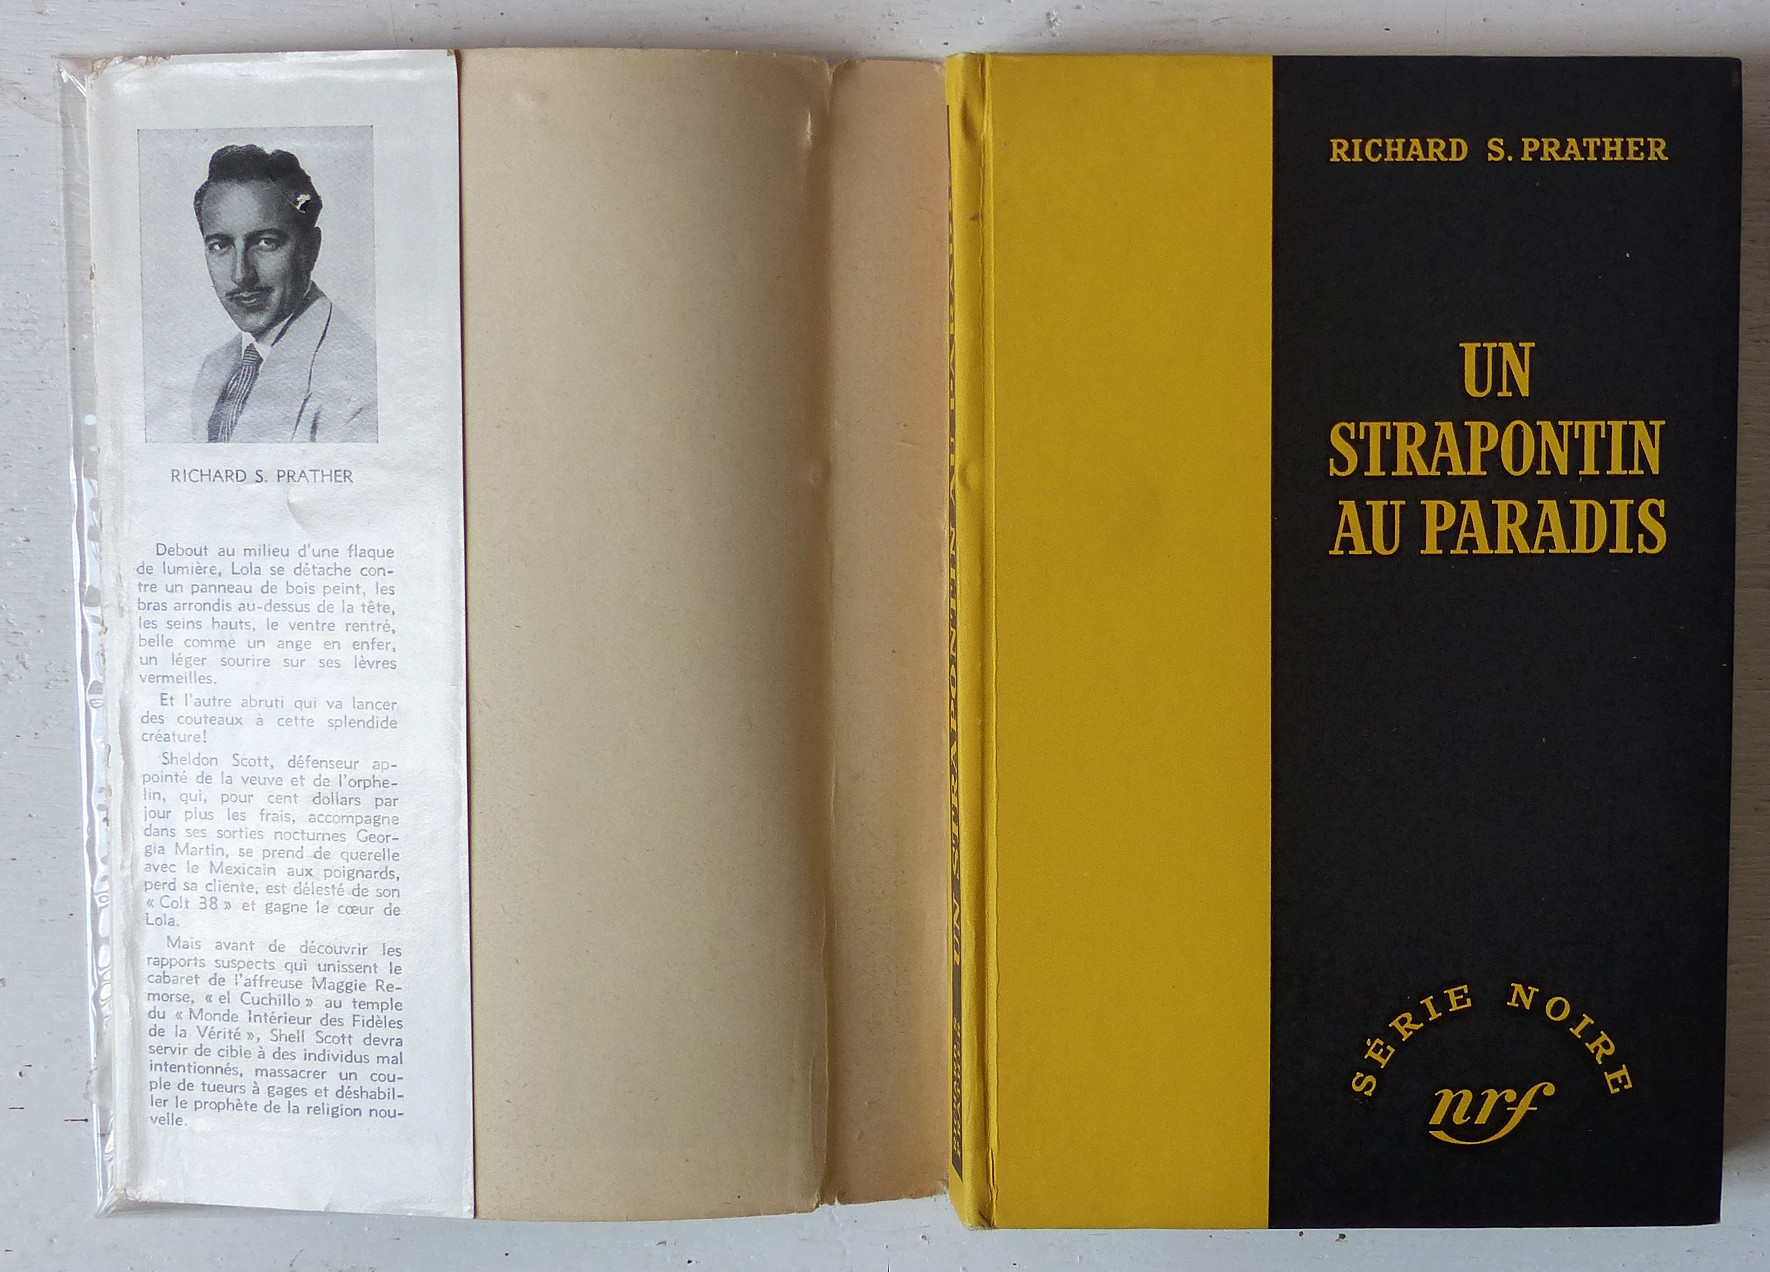 RICHARD S. PRATHER
Debout au milieu d'une flaque
de lumière, Lola se détache con-
tre un panneau de bois peint, les
bras arrondis au-dessus de la tête,
les seins hauts, le ventre rentré,
belle comme un ange en enfer,
un léger sourire sur ses lèvres
vermeilles.
Et l'autre abruti qui va lancer
des couteaux à cette splendide
créature!
Sheldon Scott, défenseur ap-
pointé de la veuve et de l'orphe-
lin, qui, pour cent dollars par
jour plus les frais, accompagne
dans ses sorties nocturnes Geor-
gia Martin, se prend de querelle
avec le Mexicain aux poignards,
perd sa cliente, est délesté de son
« Colt 38 » et gagne le cœur de
Lola.
Mais avant de découvrir les
rapports suspects qui unissent le
cabaret de l'affreuse Maggie Re-
morse, « el Cuchillo » au temple
du « Monde Intérieur des Fidèles
de la Vérité », Shell Scott devra
servir de cible à des individus mal
intentionnés, massacrer un cou-
ple de tueurs à gages et déshabil-
ler le prophète de la religion nou-
velle.
UN STRAPONTIN AU PARADIS
RICHARD S. PRATHER
UN
STRAPONTIN
AU PARADIS
SÉRIE NOIRE
nrf